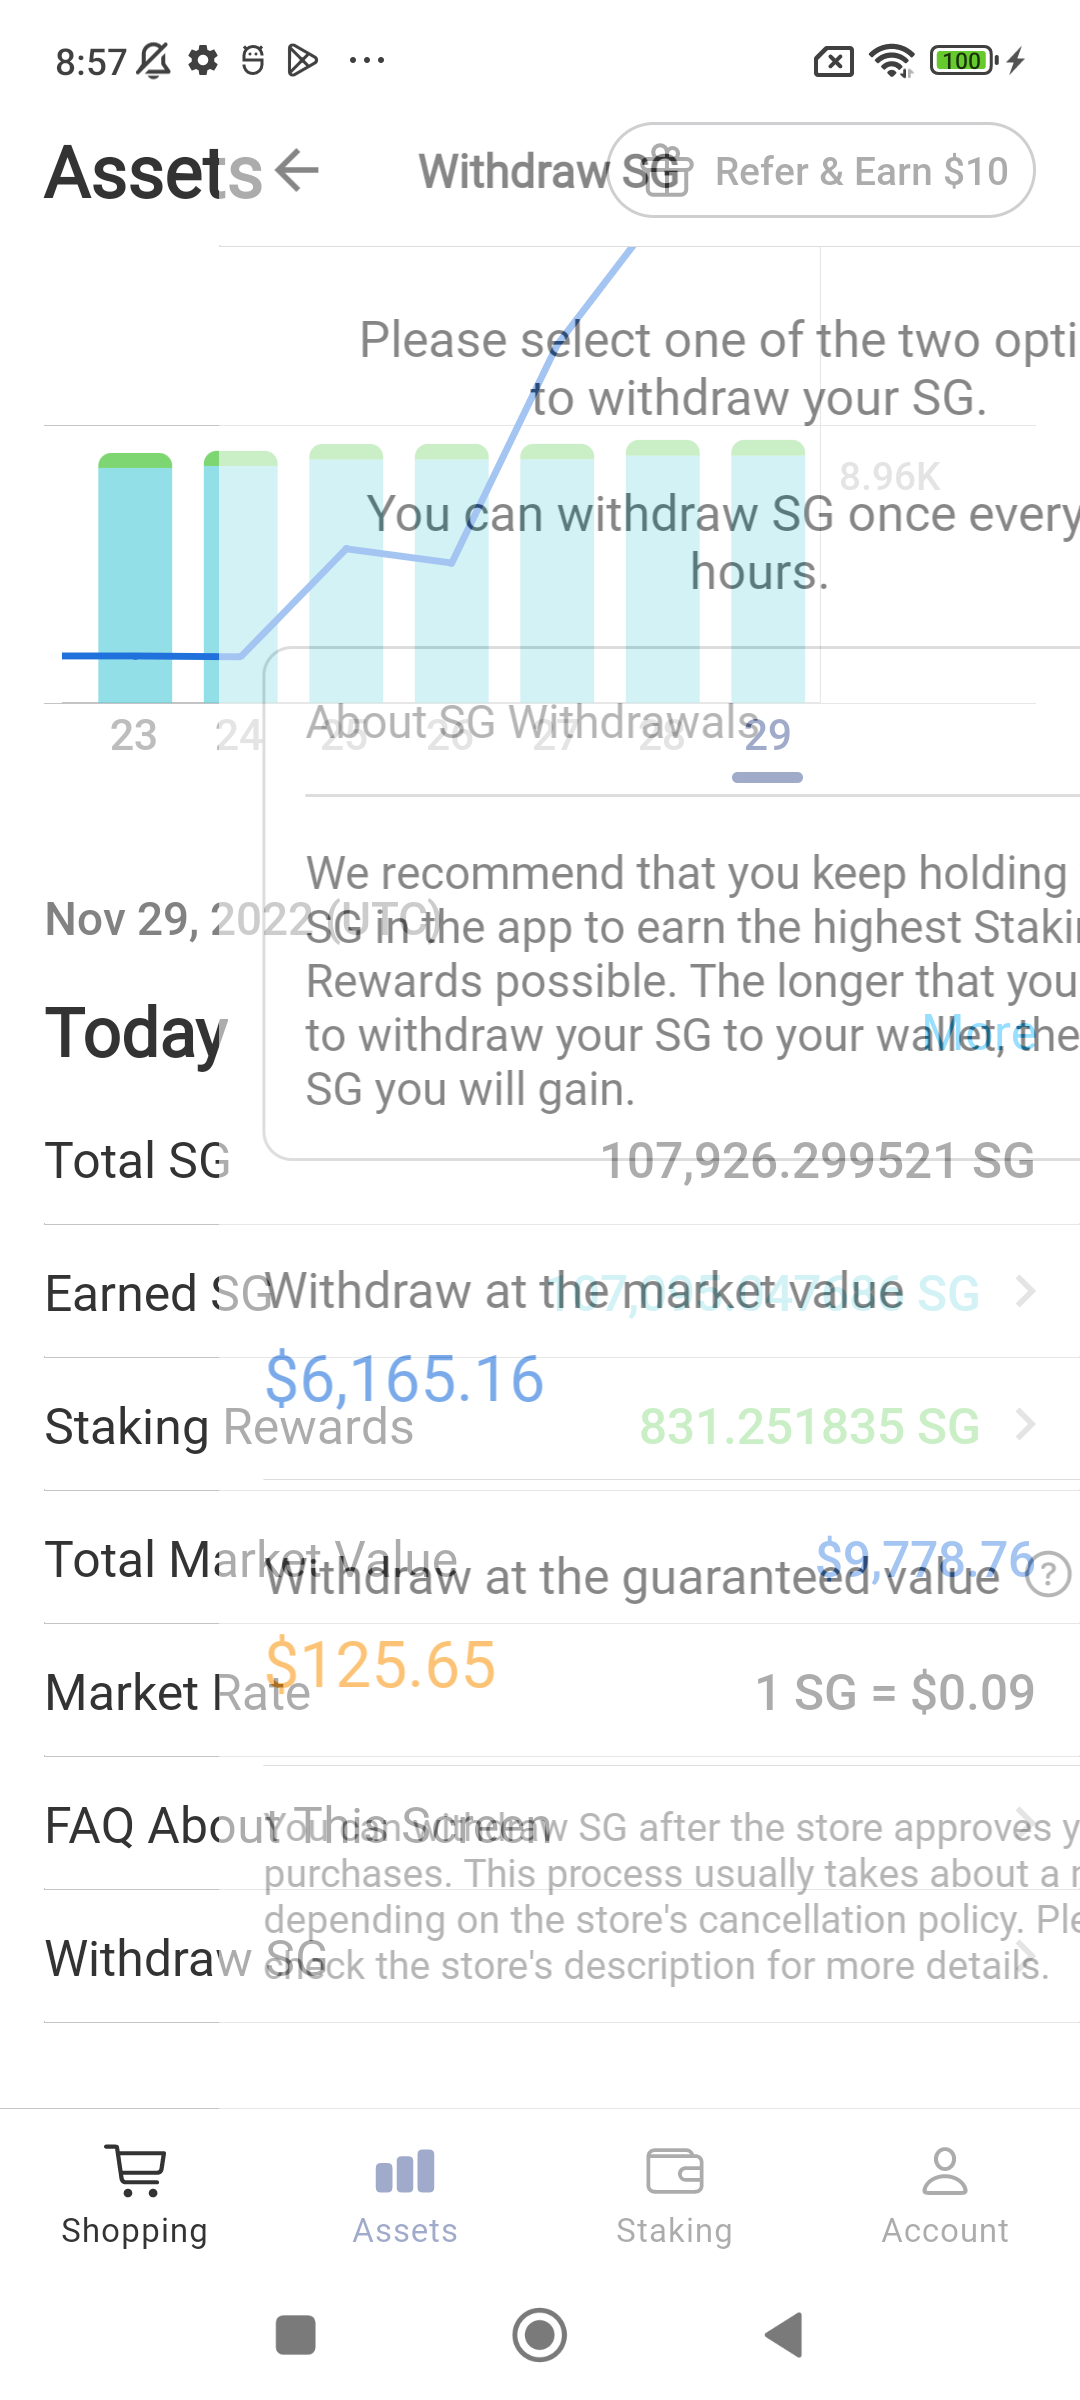 8:57
100
Assets
Withdraw SG
Refer & Earn $10
Please select one of the two opti
to withdraw your SG.
8.96K
You can withdraw SG once every
hours.
23 24 25 26 27 28 29
About SG Withdrawals
We recommend that you keep holding
Nov 29, 2022 (UTC)
SG in the app to earn the highest Staki
Rewards possible. The longer that you
Today
More
to withdraw your SG to your wallet, the
SG you will gain.
Total SG
107,926.299521 SG
Earned SG
107,095.047686 SG
Withdraw at the market value
$6,165.16
Staking Rewards
831.251835 SG
Total Market Value
$9,778.76
Withdraw at the guaranteed value
?
$125.65
Market Rate
1 SG = $0.09
FAQ About This Screen
You can withdraw SG after the store approves y
purchases. This process usually takes about a
depending on the store's cancellation policy. Ple
Withdraw SG
check the store's description for more details.
Shopping
Assets
Staking
Account